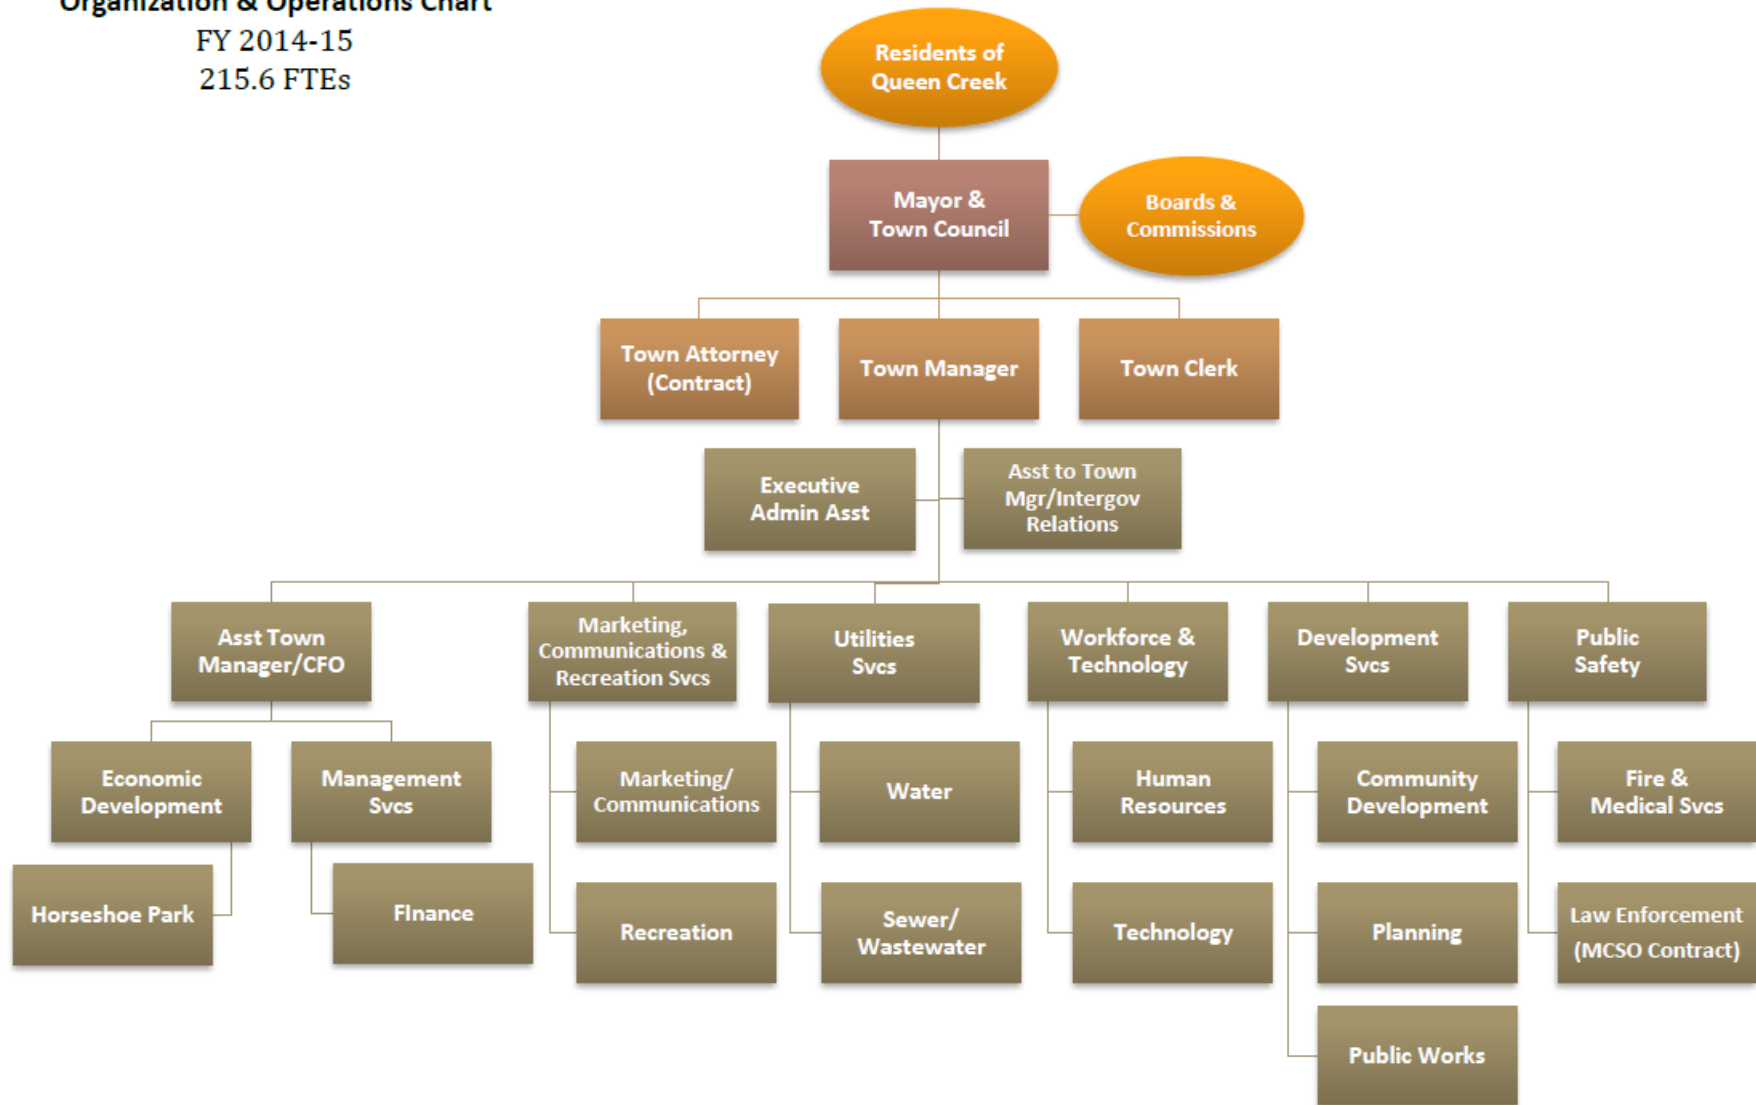 Organization & Operations Chart
FY 2014-15
215.6 FTEs
Residents of
Queen Creek
Mayor &
Town Council
Boards &
Commissions
Town Attorney
(Contract)
Town Manager
Town Clerk
Executive
Admin Asst
Asst to Town
Mgr/Intergov
Relations
Asst Town
Manager/CFO
Marketing,
Communications &
Recreation Svcs
Utilities
Svcs
Workforce &
Technology
Development
Svcs
Public
Safety
Economic
Development
Management
Svcs
Marketing/
Communications
Water
Human
Resources
Community
Development
Fire &
Medical Svcs
Horseshoe Park
FInance
Recreation
Sewer/
Wastewater
Technology
Planning
Law Enforcement
(MCSO Contract)
Public Works